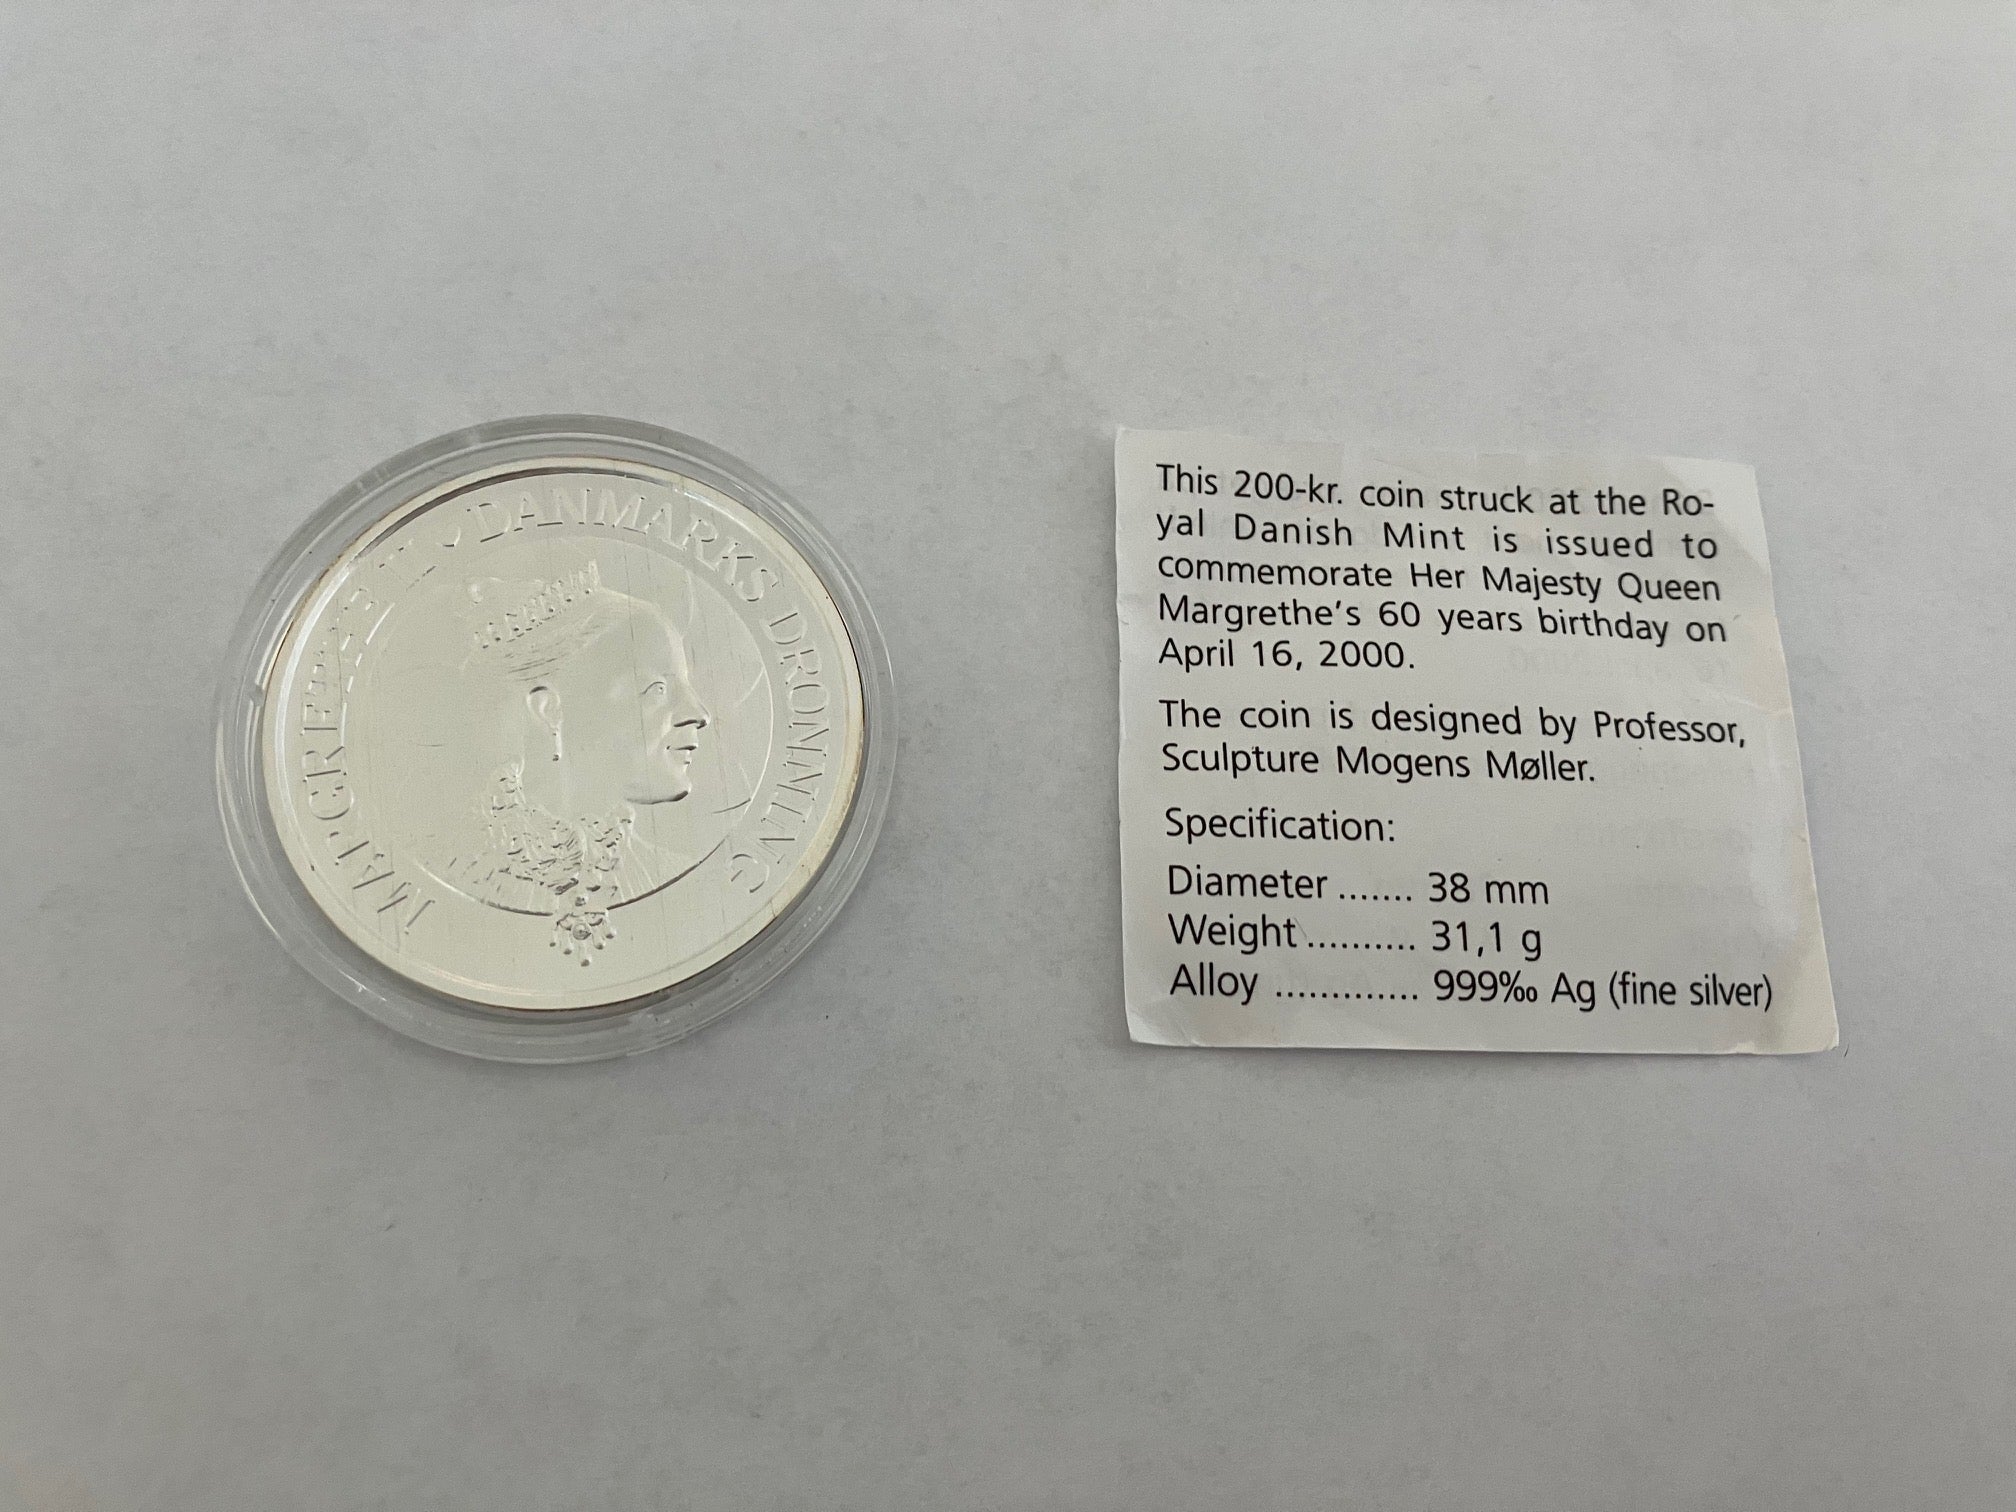 MARGRETHE II · DANMARKS DRONNING
This 200-kr. coin struck at the Ro-
yal Danish Mint is issued to
commemorate Her Majesty Queen
Margrethe's 60 years birthday on
April 16, 2000.
The coin is designed by Professor,
Sculpture Mogens Møller.
Specification:
Diameter ....... 38 mm
Weight .......... 31,1 g
Alloy ............. 999‰ Ag (fine silver)